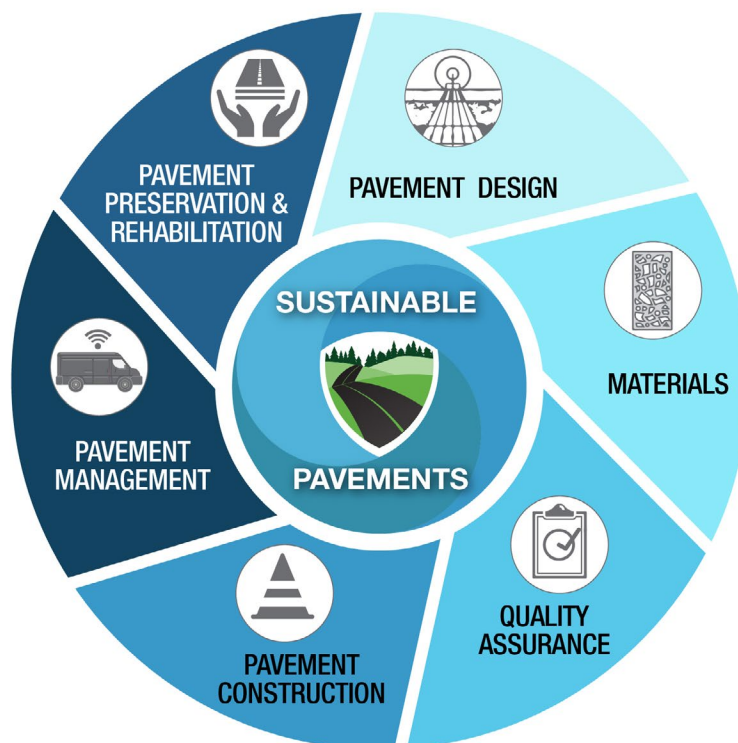 SUSTAINABLE
PAVEMENTS
PAVEMENT DESIGN
MATERIALS
QUALITY
ASSURANCE
PAVEMENT
CONSTRUCTION
PAVEMENT
MANAGEMENT
PAVEMENT
PRESERVATION &
REHABILITATION